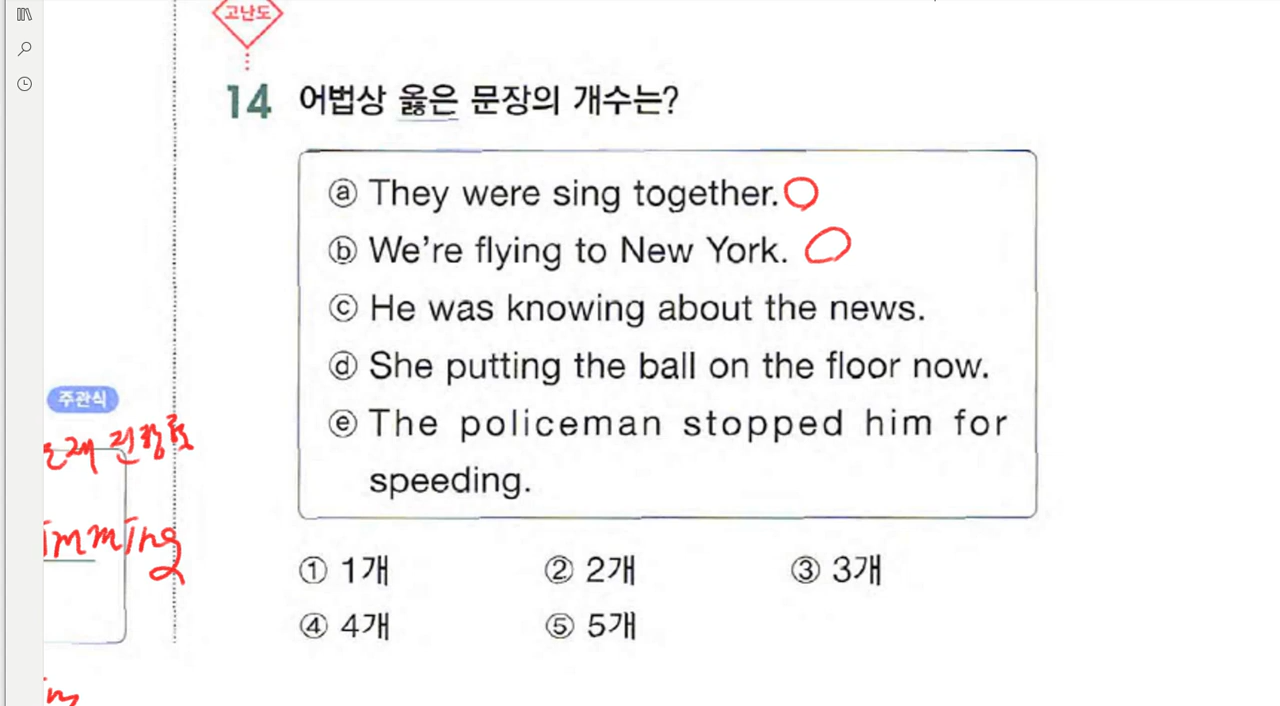 고난도
14 어법상 옳은 문장의 개수는?
ⓐ They were sing together.
ⓑ We're flying to New York.
ⓒ He was knowing about the news.
ⓓ She putting the ball on the floor now.
주관식
ⓔ The policeman stopped him for
speeding.
imming
① 1개 ② 2개 ③ 3개
④ 4개 ⑤ 5개